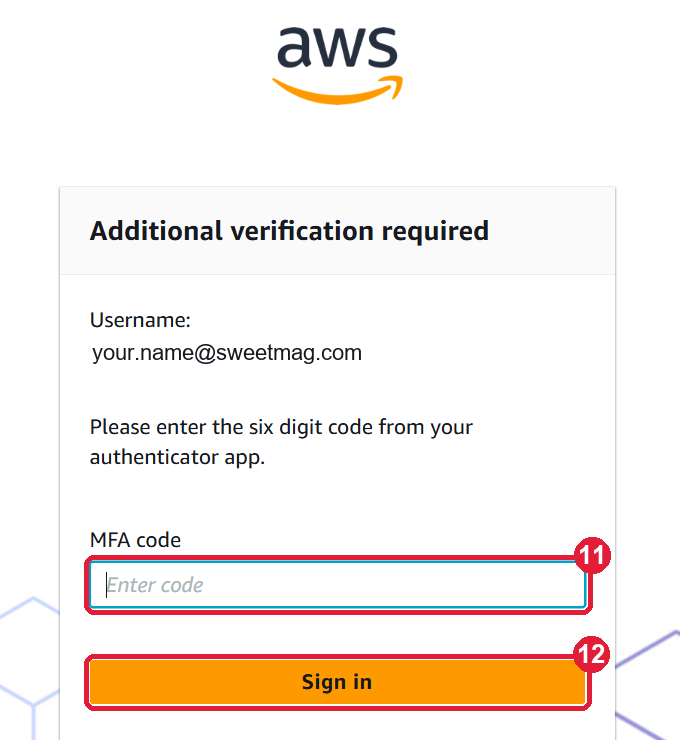 aws
Additional verification required
Username:
your.name@sweetmag.com
Please enter the six digit code from your
authenticator app.
MFA code
11
Enter code
12
Sign in